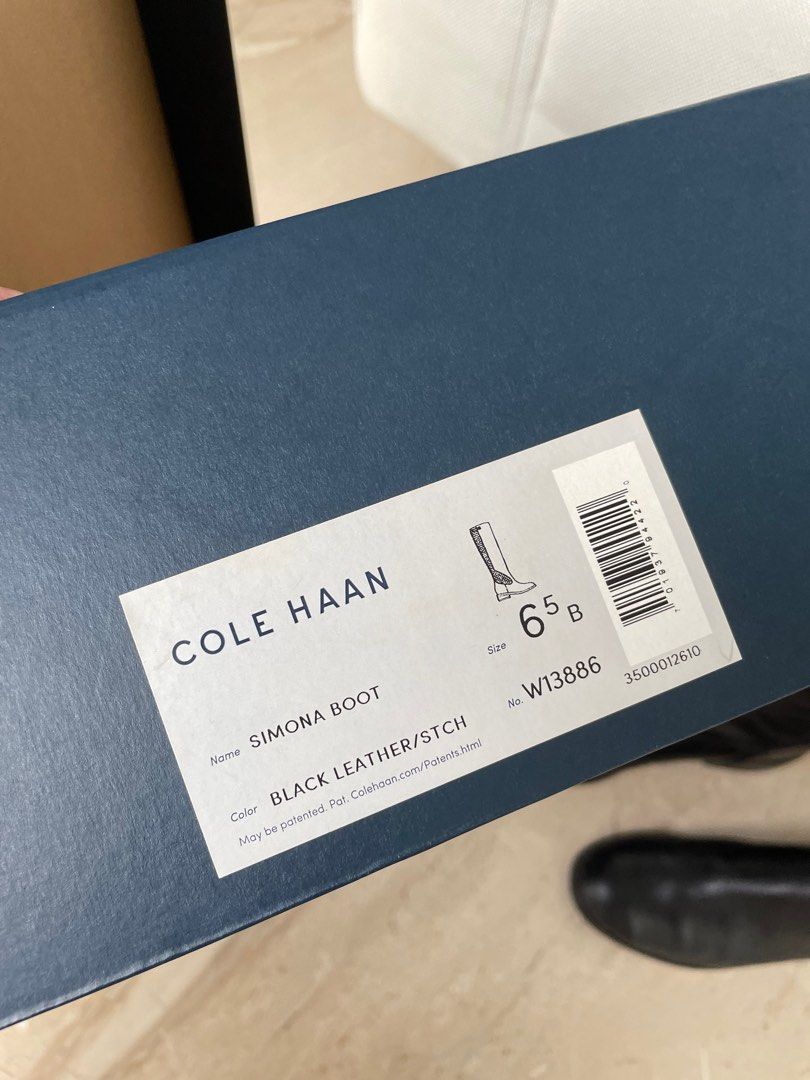 COLE HAAN
Size 6 5 B
Name SIMONA BOOT
No. W13886
Color BLACK LEATHER/STCH
May be patented. Pat. Colehaan.com/Patents.html
3500012610